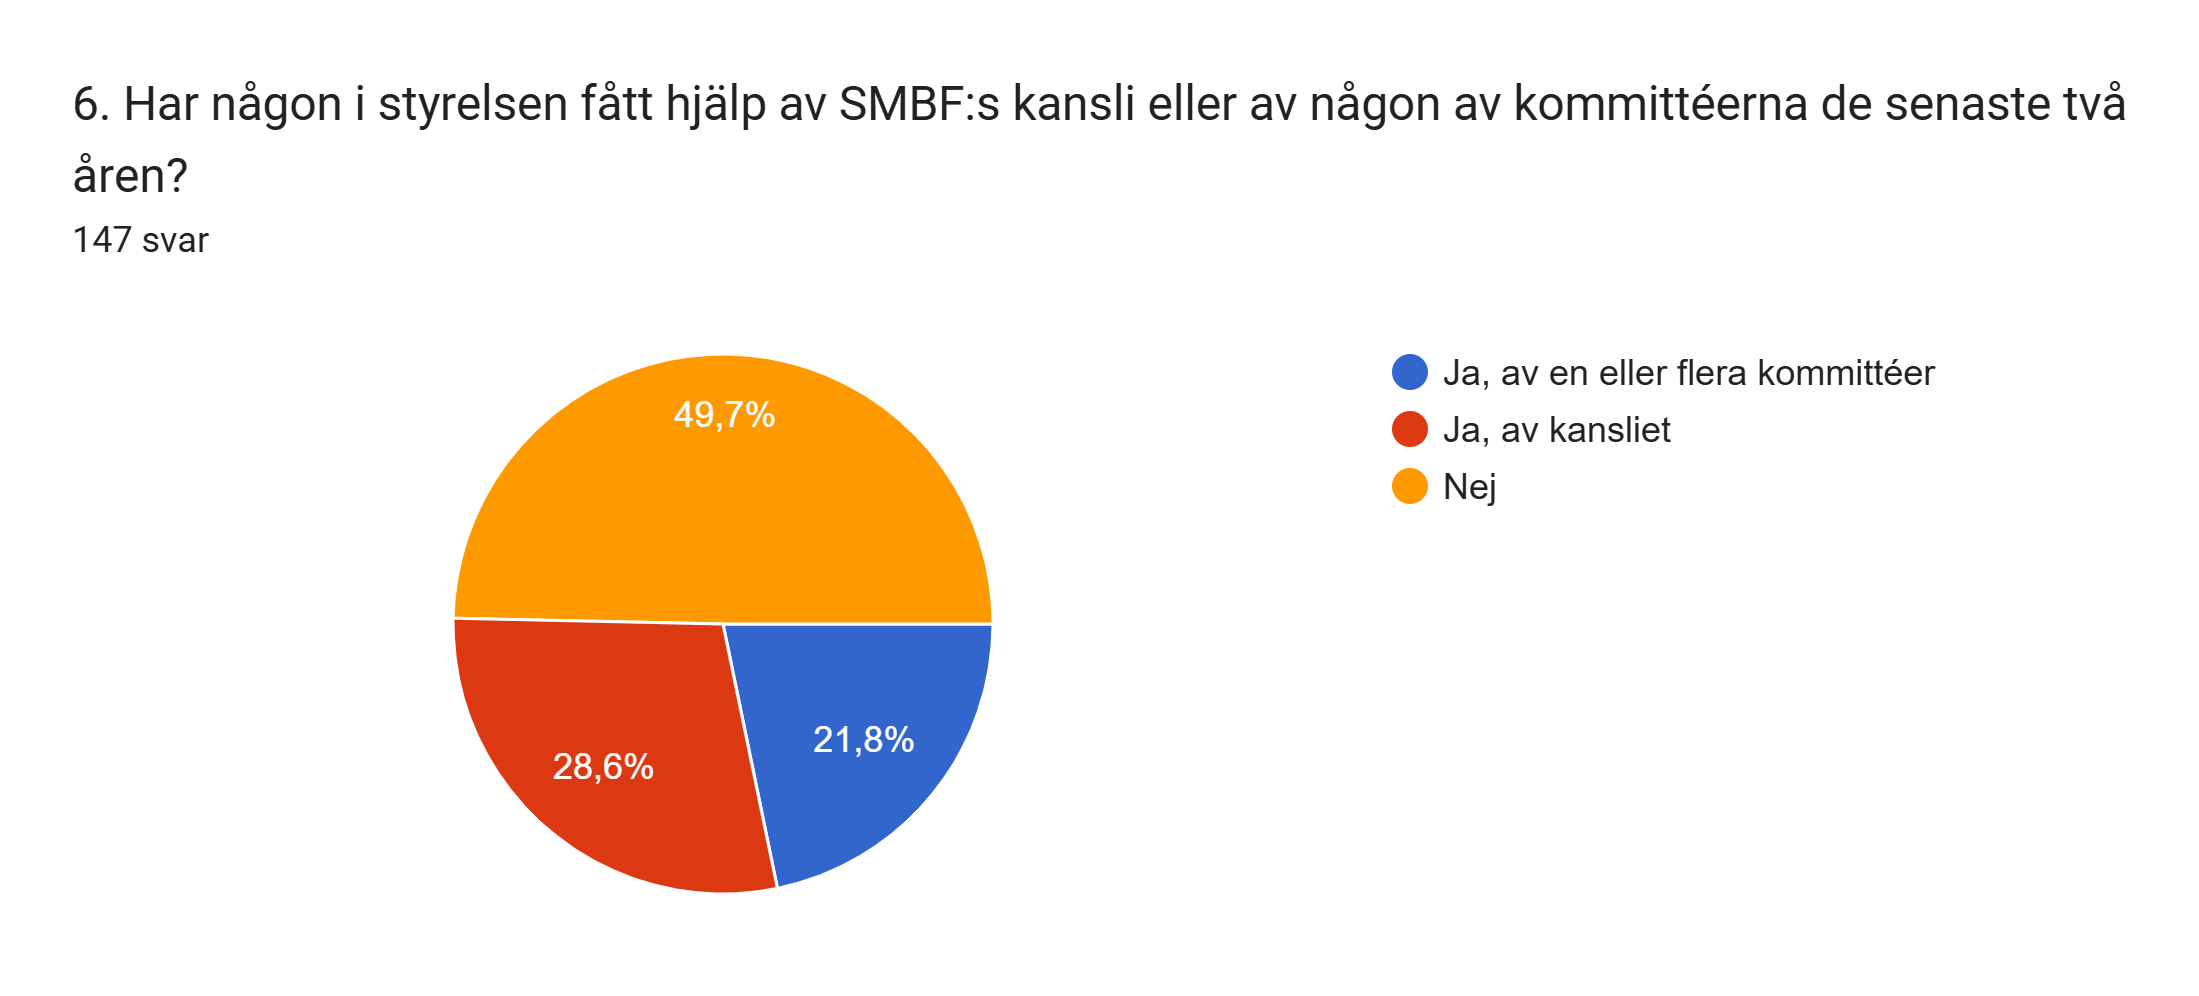 6. Har någon i styrelsen fått hjälp av SMBF:s kansli eller av någon av kommittéerna de senaste två
åren?
147 svar
49,7%
28,6%
21,8%
Ja, av en eller flera kommittéer
Ja, av kansliet
Nej